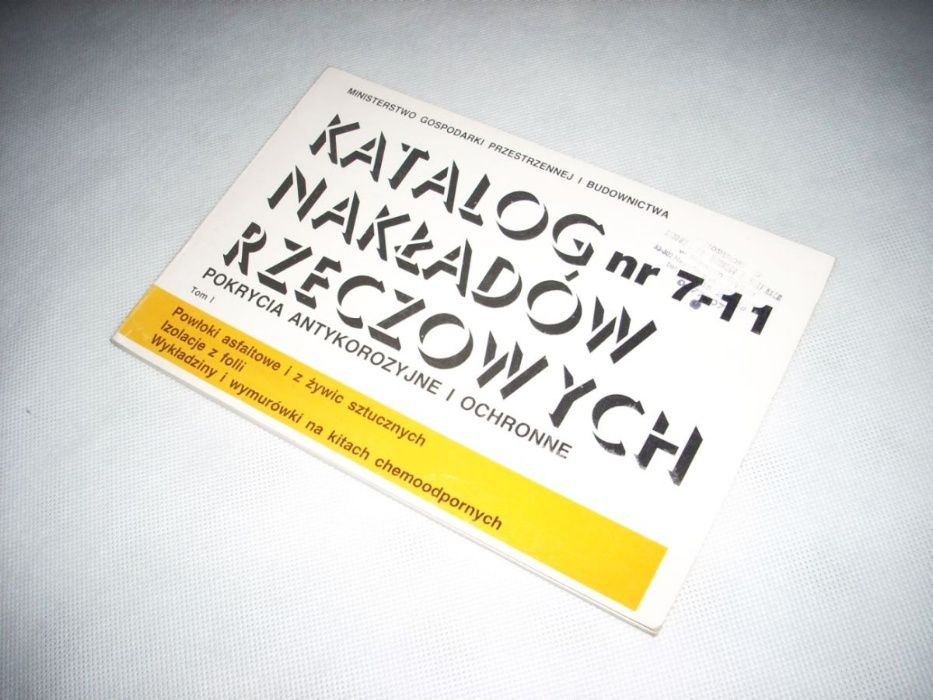 MINISTERSTWO GOSPODARKI PRZESTRZENNEJ I BUDOWNICTWA
KATALOG
NAKŁADÓW nr 7-11
RZECZOWYCH
POKRYCIA ANTYKOROZYJNE I OCHRONNE
Tom I
Powłoki asfaltowe i z żywic sztucznych
Izolacje z folii
Wykładziny i wymurówki na kitach chemoodpornych